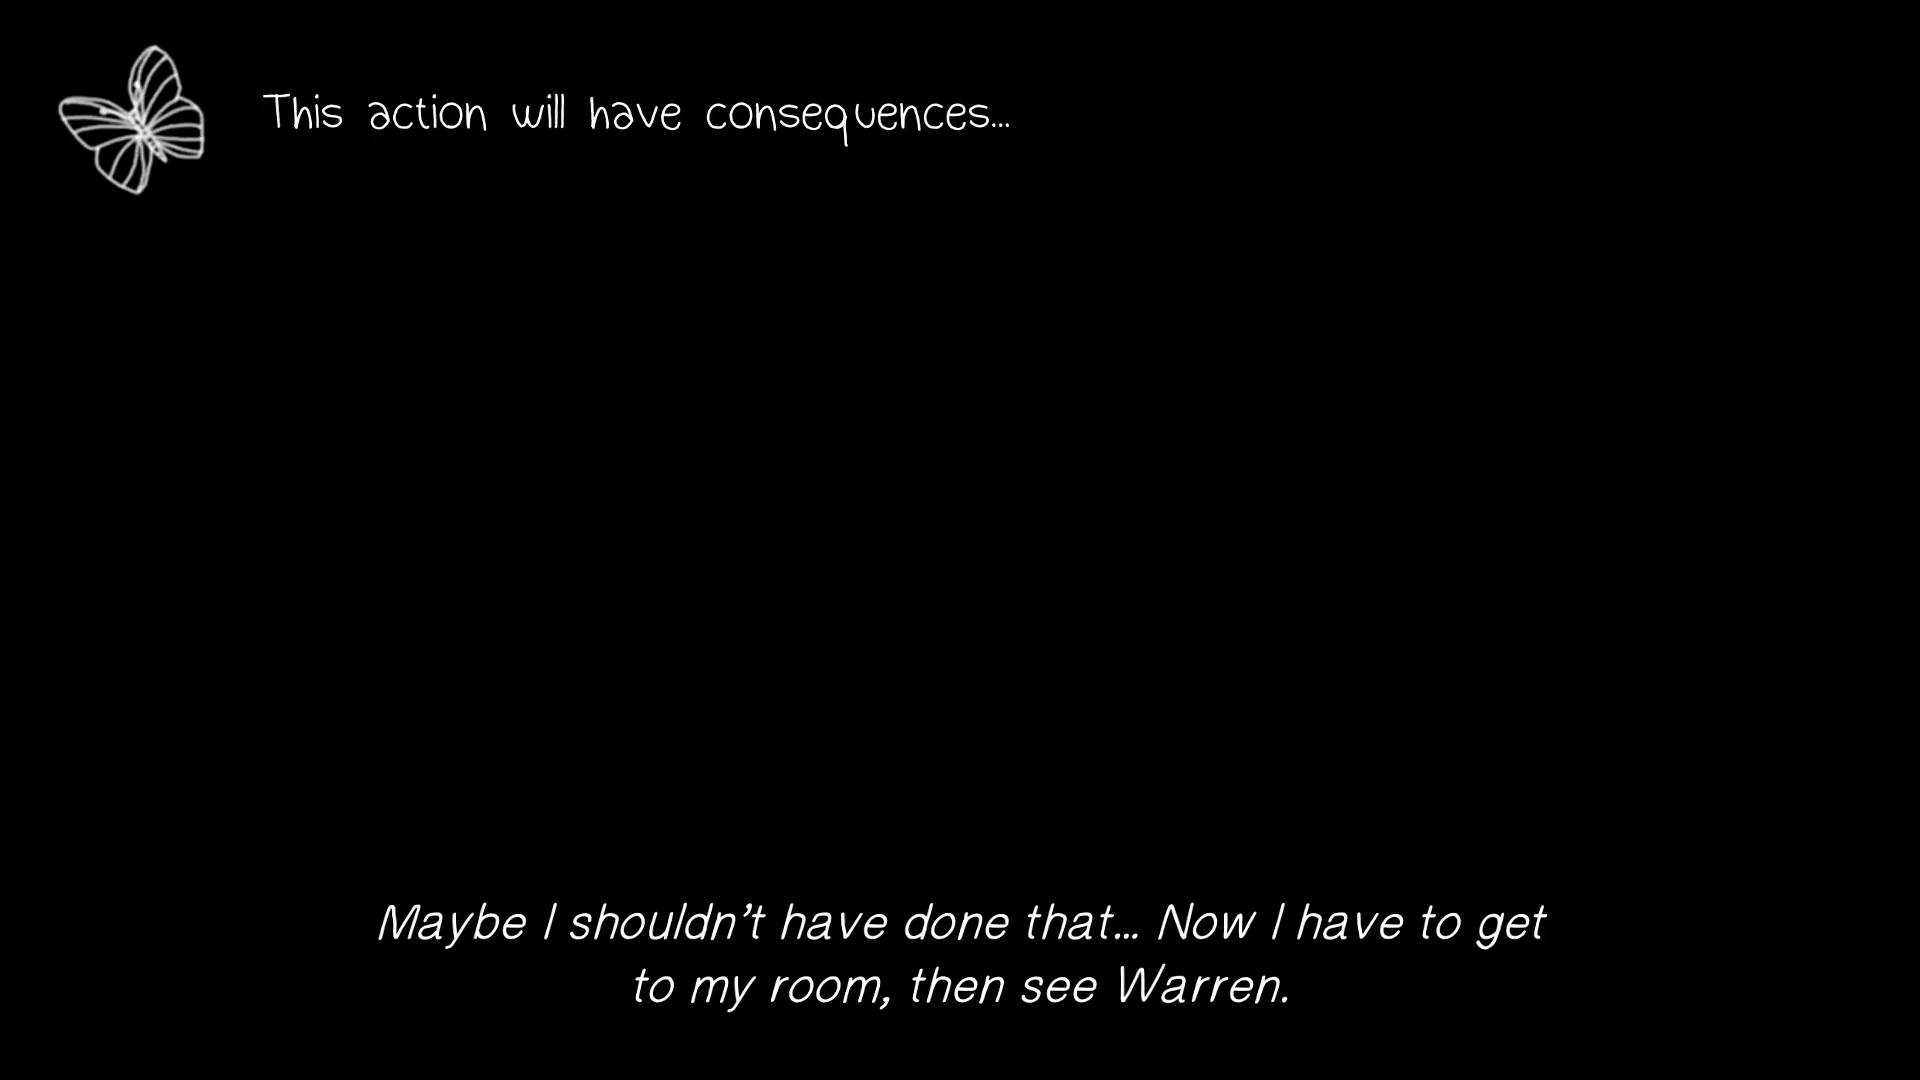 This action will have consequences...
Maybe I shouldn't have done that... Now I have to get
to my room, then see Warren.